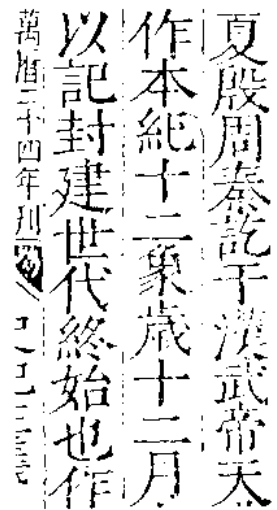 夏殷周秦訖于漢武帝天
作本紀十二象歲十二月
以記封建世代終始也作
萬曆二十四年刊